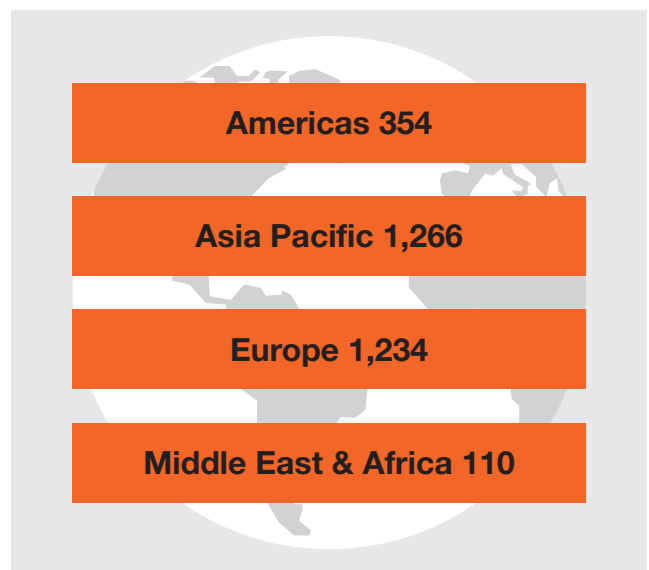 Americas 354
Asia Pacific 1,266
Europe 1,234
Middle East & Africa 110